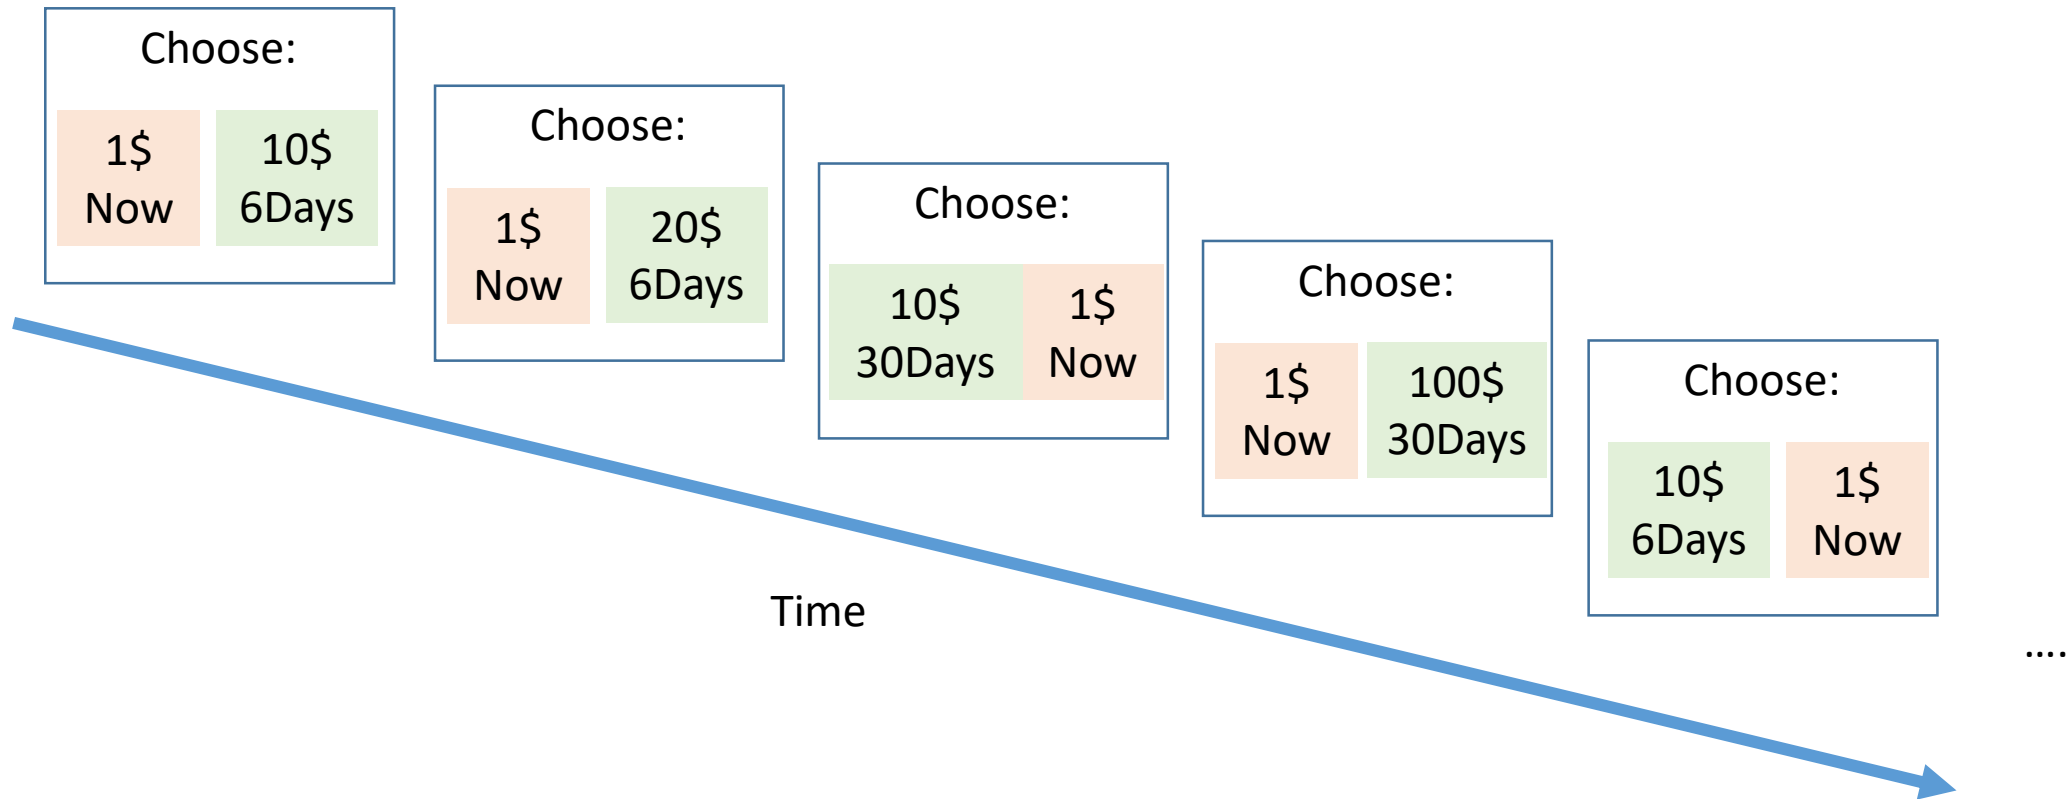 Choose:
1$ 10$
Now 6Days
Choose:
1$ 20$
Now 6Days
Choose:
10$ 1$
30Days Now
Choose:
1$ 100$
Now 30Days
Choose:
10$ 1$
6Days Now
Time
....